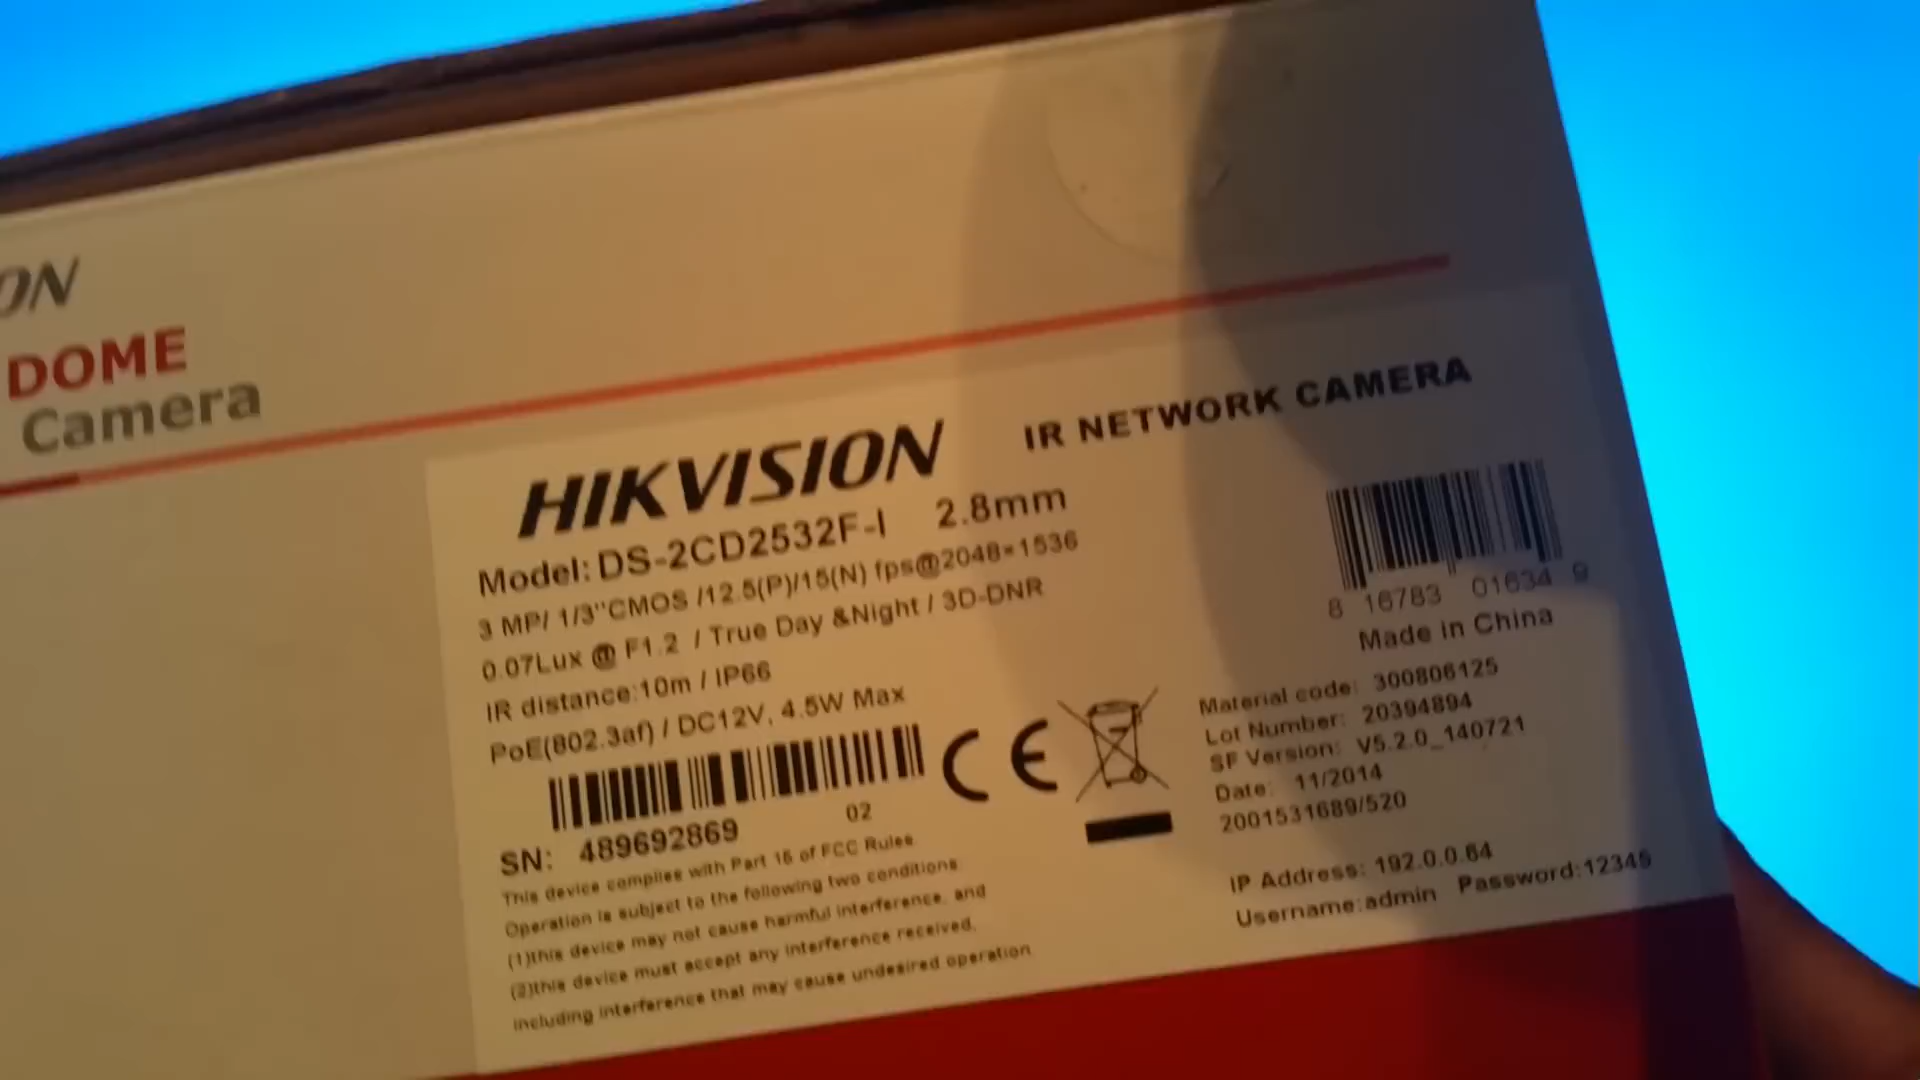 ON
DOME
Camera
HIKVISION
IR NETWORK CAMERA
Model: DS-2CD2532F-I 2.8mm
3 MP/ 1/3"CMOS /12.5(P)/15(N) fps@2048×1536
0.07Lux @ F1.2 / True Day &Night / 3D-DNR
IR distance:10m / IP66
PoE(802.3af) / DC12V, 4.5W Max
02
SN: 489692869
This device complies with Part 15 of FCC Rules.
Operation is subject to the following two conditions:
(1)this device may not cause harmful interference, and
(2)this device must accept any interference received,
including interference that may cause undesired operation.
CE
8 16783 01634 9
Made in China
Material code: 300806125
Lot Number: 20394894
SF Version: V5.2.0_140721
Date: 11/2014
2001531689/520
IP Address: 192.0.0.64
Username:admin Password:12345